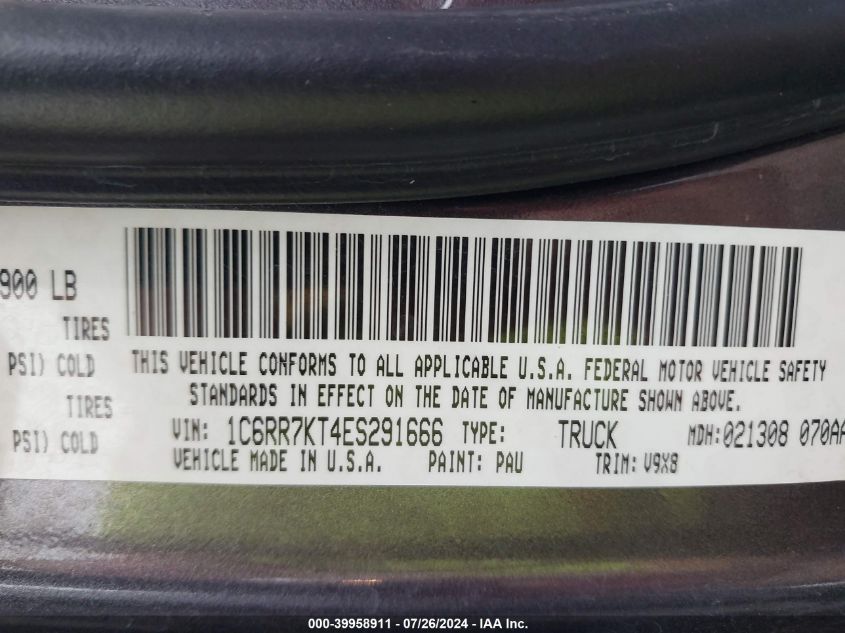 900 LB
TIRES
PSI) COLD
TIRES
PSI) COLD
THIS VEHICLE CONFORMS TO ALL APPLICABLE U.S.A. FEDERAL MOTOR VEHICLE SAFETY
STANDARDS IN EFFECT ON THE DATE OF MANUFACTURE SHOWN ABOVE.
VIN: 1C6RR7KT4ES291666 TYPE: TRUCK MDH:021308 070AA
VEHICLE MADE IN U.S.A. PAINT: PAU TRIM: V9X8
000-39958911 - 07/26/2024 - IAA Inc.